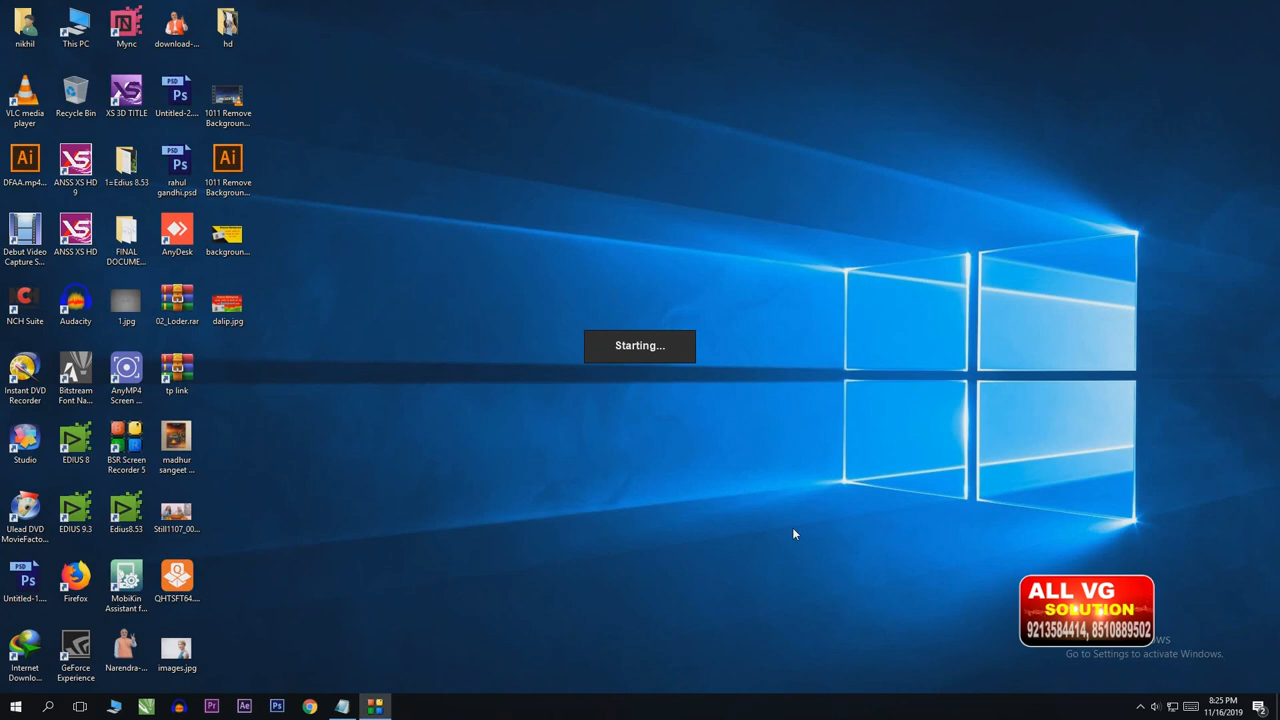 nikhil
This PC
Mync
download-...
hd
VLC media
player
Recycle Bin
XS 3D TITLE
Untitled-2....
1011 Remove
Backgroun...
DFAA.mp4...
ANSS XS HD
9
1=Edius 8.53
rahul
gandhi.psd
1011 Remove
Backgroun...
Debut Video
Capture S...
ANSS XS HD
FINAL
DOCUME...
AnyDesk
backgroun...
NCH Suite
Audacity
1.jpg
02_Loder.rar
dalip.jpg
Starting...
Instant DVD
Recorder
Bitstream
Font Na...
AnyMP4
Screen ...
tp link
Studio
EDIUS 8
BSR Screen
Recorder 5
madhur
sangeet ...
Ulead DVD
MovieFacto...
EDIUS 9.3
Edius8.53
Still1107_00...
Untitled-1....
Firefox
MobiKin
Assistant f...
QHTSFT64....
Internet
Downlo...
GeForce
Experience
Narendra-...
images.jpg
ALL VG
SOLUTION
9213584414, 8510889502
Go to Settings to activate Windows.
8:25 PM
11/16/2019